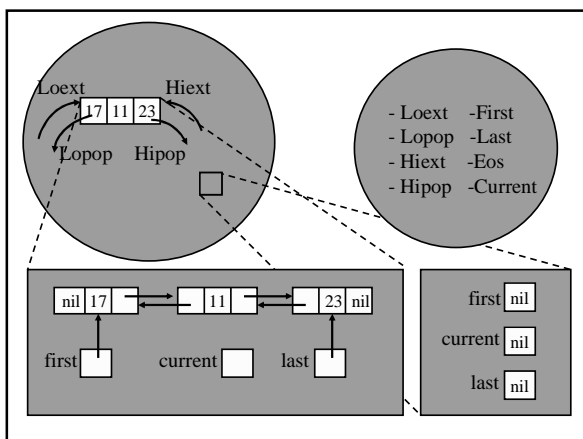 Loext Hiext
17 11 23
Lopop Hipop
- Loext -First
- Lopop -Last
- Hiext -Eos
- Hipop -Current
nil 17 11 23 nil
first current last
first nil
current nil
last nil